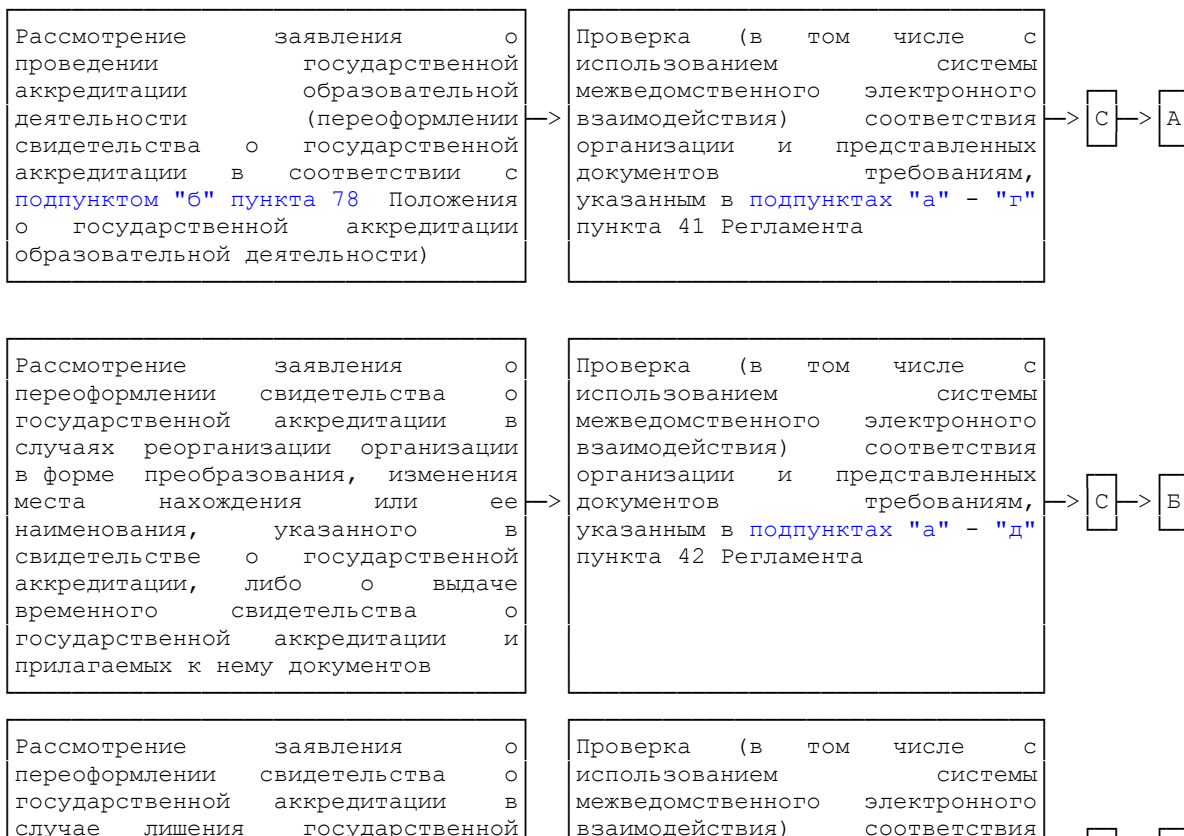 Рассмотрение заявления о
проведении государственной
аккредитации образовательной
деятельности (переоформлении
свидетельства о государственной
аккредитации в соответствии с
подпунктом "б" пункта 78 Положения
о государственной аккредитации
образовательной деятельности)
Проверка (в том числе с
использованием системы
межведомственного электронного
взаимодействия) соответствия
организации и представленных
документов требованиям,
указанным в подпунктах "а" - "г"
пункта 41 Регламента
С
А
Рассмотрение заявления о
переоформлении свидетельства о
государственной аккредитации в
случаях реорганизации организации
в форме преобразования, изменения
места нахождения или ее
наименования, указанного в
свидетельстве о государственной
аккредитации, либо о выдаче
временного свидетельства о
государственной аккредитации и
прилагаемых к нему документов
Проверка (в том числе с
использованием системы
межведомственного электронного
взаимодействия) соответствия
организации и представленных
документов требованиям,
указанным в подпунктах "а" - "д"
пункта 42 Регламента
С
Б
Рассмотрение заявления о
переоформлении свидетельства о
государственной аккредитации в
случае лишения государственной
Проверка (в том числе с
использованием системы
межведомственного электронного
взаимодействия) соответствия